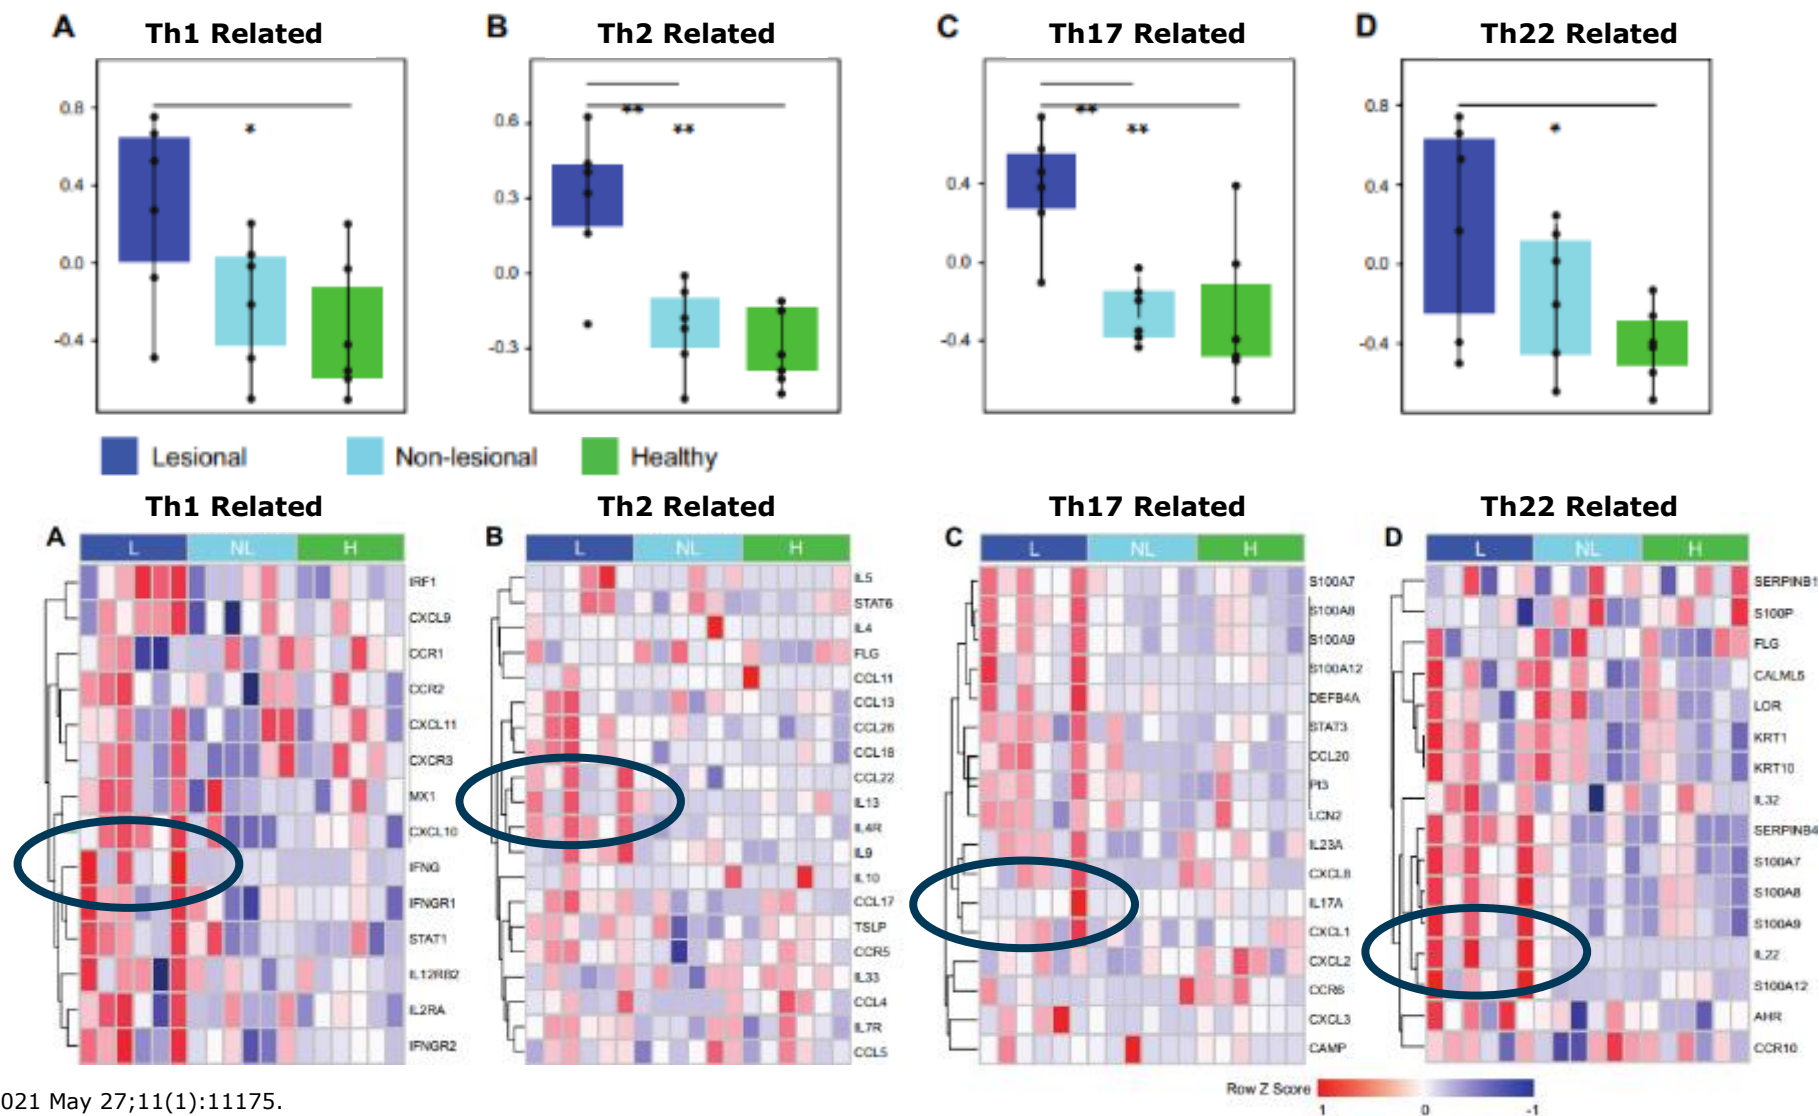 A Th1 Related
B Th2 Related
C Th17 Related
D Th22 Related
0.8
0.4
0.0
-0.4
*
0.6
0.3
0.0
-0.3
**
**
0.4
0.0
-0.4
**
**
0.8
0.4
0.0
-0.4
*
Lesional Non-lesional Healthy
Th1 Related
Th2 Related
Th17 Related
Th22 Related
A
L NL H
IRF1
CXCL9
CCR1
CCR2
CXCL11
CXCR3
MX1
CXCL10
IFNG
IFNGR1
STAT1
IL12RB2
IL2RA
IFNGR2
B
L NL H
IL5
STAT6
IL4
FLG
CCL11
CCL13
CCL26
CCL18
CCL22
IL13
IL4R
IL9
IL10
CCL17
TSLP
CCR5
IL33
CCL4
IL7R
CCL5
C
L NL H
S100A7
S100A8
S100A9
S100A12
DEFB4A
STAT3
CCL20
PI3
LCN2
IL23A
CXCL8
IL17A
CXCL1
CXCL2
CCR6
CXCL3
CAMP
D
L NL H
SERPINB1
S100P
FLG
CALML5
LOR
KRT1
KRT10
IL32
SERPINB4
S100A7
S100A8
S100A9
IL22
S100A12
AHR
CCR10
Row Z Score
1 0 -1
021 May 27;11(1):11175.